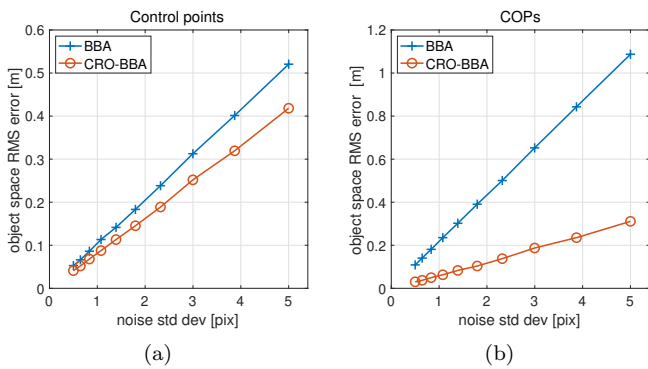 Control points
object space RMS error [m]
0.6
0.5
0.4
0.3
0.2
0.1
0
BBA
CRO-BBA
0 1 2 3 4 5
noise std dev [pix]
(a)
COPs
object space RMS error [m]
1.2
1
0.8
0.6
0.4
0.2
0
BBA
CRO-BBA
0 1 2 3 4 5
noise std dev [pix]
(b)